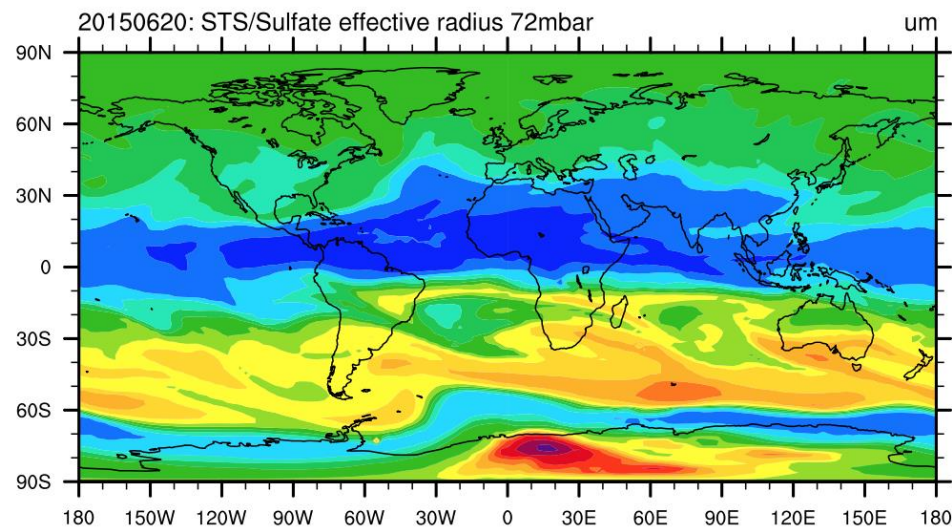 20150620: STS/Sulfate effective radius 72mbar um
90N
60N
30N
0
30S
60S
90S
180 150W 120W 90W 60W 30W 0 30E 60E 90E 120E 150E 180